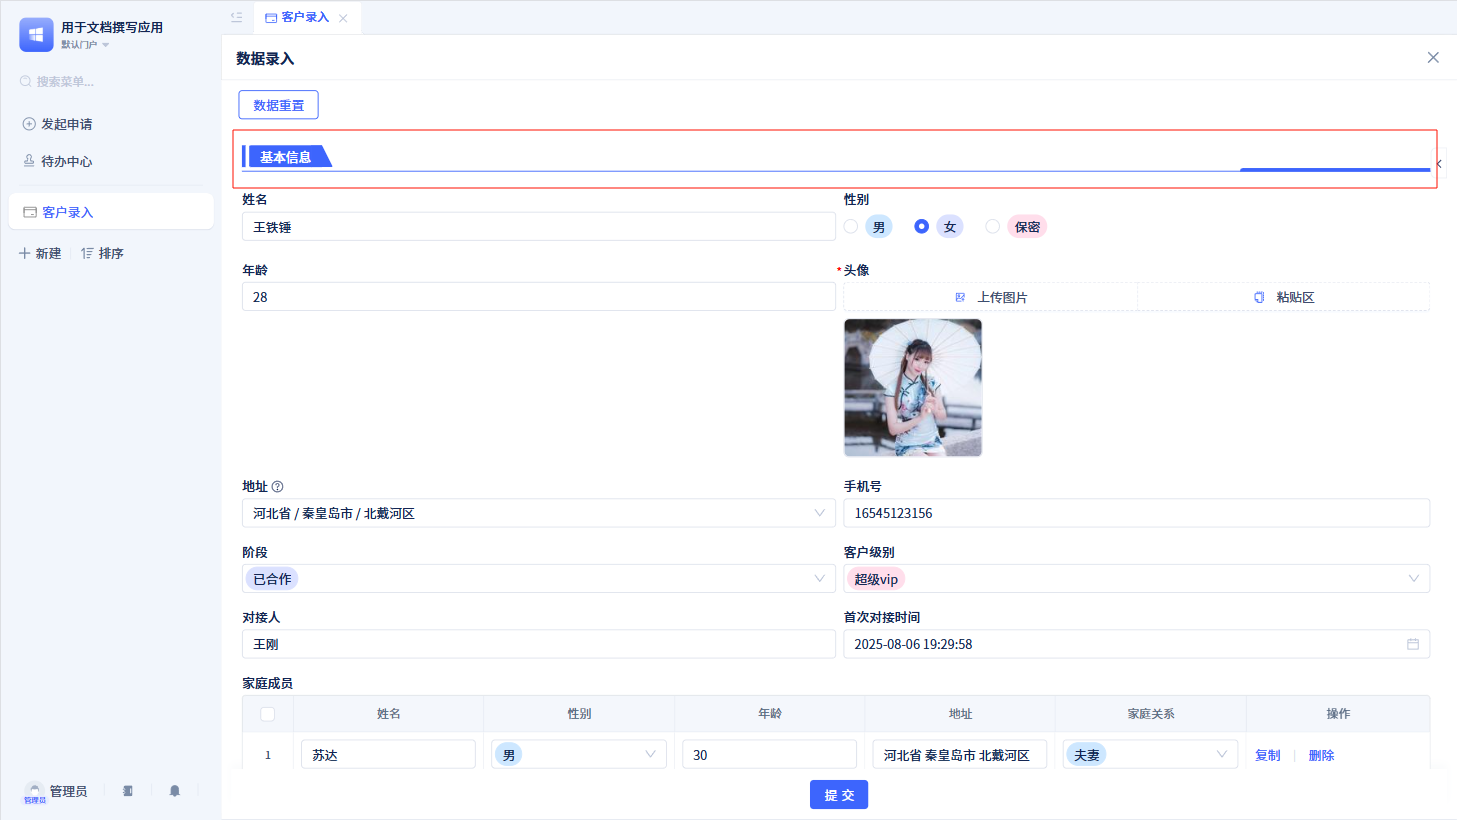 用于文档撰写应用
默认门户
搜索菜单...
发起申请
待办中心
客户录入
新建
排序
管理员
管理员
客户录入
数据录入
数据重置
基本信息
姓名
性别
王铁锤
男
女
保密
年龄
*头像
28
上传图片
粘贴区
地址
手机号
河北省 / 秦皇岛市 / 北戴河区
16545123156
阶段
客户级别
已合作
超级vip
对接人
首次对接时间
王刚
2025-08-06 19:29:58
家庭成员
姓名 性别 年龄 地址 家庭关系 操作
1 苏达 男 30 河北省 秦皇岛市 北戴河区 夫妻 复制 删除
提 交